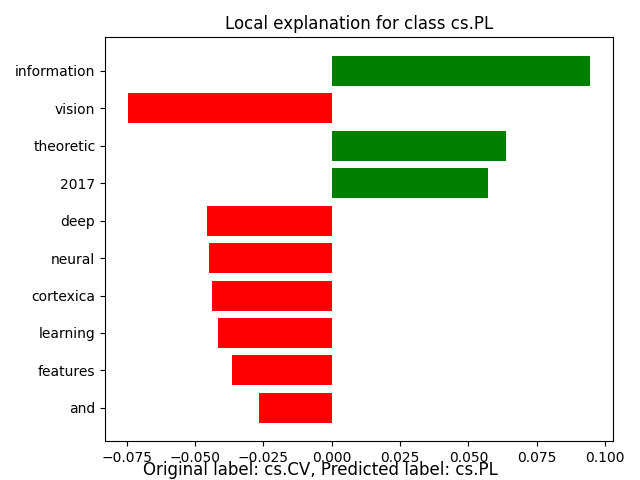 Local explanation for class cs.PL
information
vision
theoretic
2017
deep
neural
cortexica
learning
features
and
−0.075 −0.050 −0.025 0.000 0.025 0.050 0.075 0.100
Original label: cs.CV, Predicted label: cs.PL